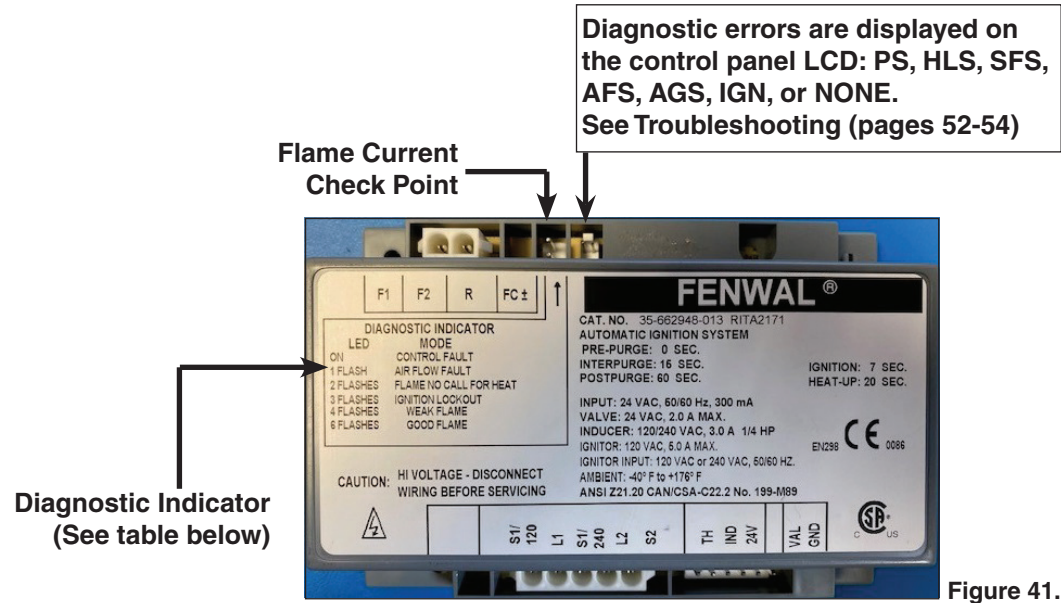 Diagnostic errors are displayed on
the control panel LCD: PS, HLS, SFS,
AFS, AGS, IGN, or NONE.
See Troubleshooting (pages 52-54)
Flame Current
Check Point
F1 F2 R FC ±
DIAGNOSTIC INDICATOR
LED MODE
ON CONTROL FAULT
1 FLASH AIR FLOW FAULT
2 FLASHES FLAME NO CALL FOR HEAT
3 FLASHES IGNITION LOCKOUT
4 FLASHES WEAK FLAME
6 FLASHES GOOD FLAME
CAUTION: HI VOLTAGE - DISCONNECT
WIRING BEFORE SERVICING
FENWAL ®
CAT. NO. 35-662948-013 RITA2171
AUTOMATIC IGNITION SYSTEM
PRE-PURGE: 0 SEC.
INTERPURGE: 15 SEC.
POSTPURGE: 60 SEC.
IGNITION: 7 SEC.
HEAT-UP: 20 SEC.
INPUT: 24 VAC, 50/60 Hz, 300 mA
VALVE: 24 VAC, 2.0 A MAX.
INDUCER: 120/240 VAC, 3.0 A 1/4 HP
IGNITOR: 120 VAC, 5.0 A MAX.
IGNITOR INPUT: 120 VAC or 240 VAC, 50/60 HZ.
AMBIENT: -40° F to +176° F
ANSI Z21.20 CAN/CSA-C22.2 No. 199-M89
EN298 CE 0086
S1/120 L1 S1/240 L2 S2 TH IND 24V VAL GND
C SA ® US
Diagnostic Indicator
(See table below)
Figure 41.